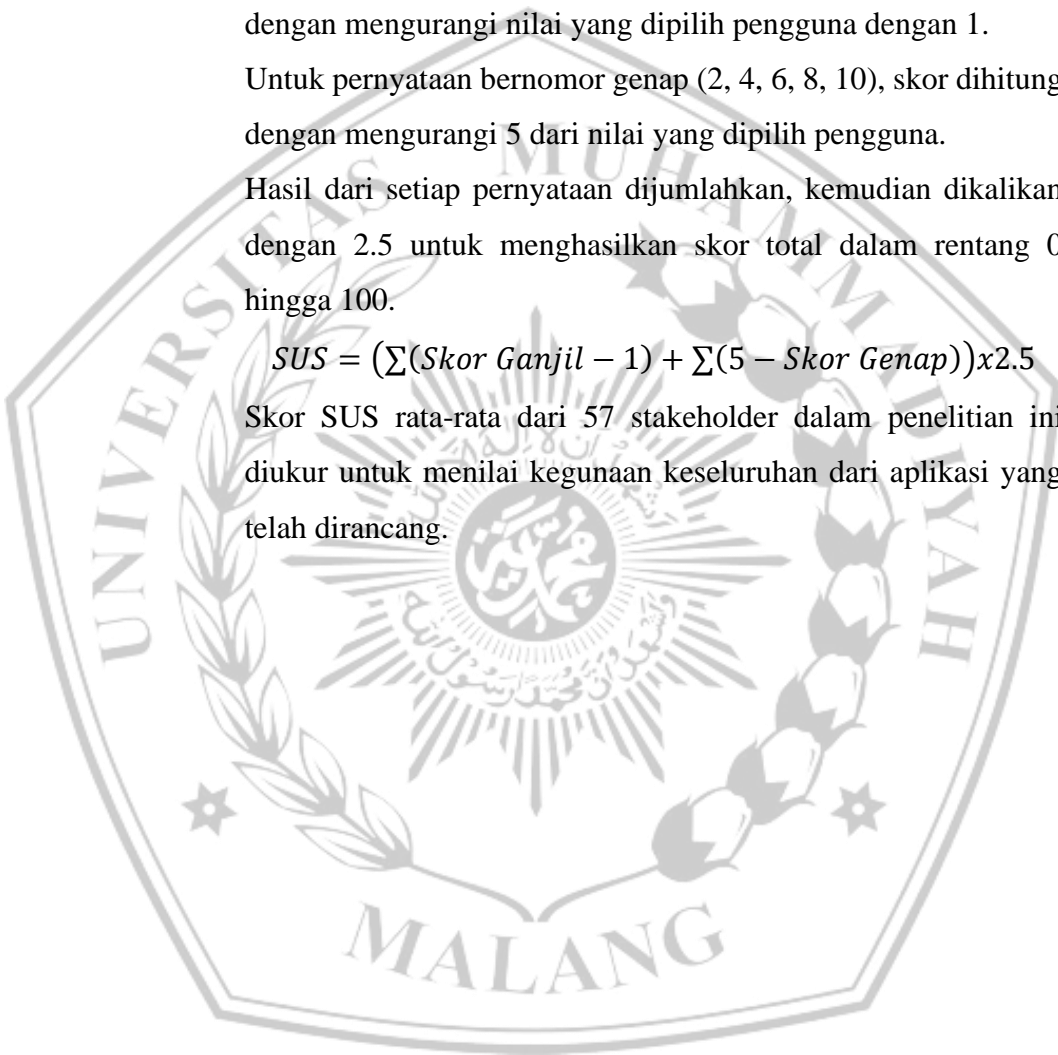 dengan mengurangi nilai yang dipilih pengguna dengan 1.
Untuk pernyataan bernomor genap (2, 4, 6, 8, 10), skor dihitung
dengan mengurangi 5 dari nilai yang dipilih pengguna.
Hasil dari setiap pernyataan dijumlahkan, kemudian dikalikan
dengan 2.5 untuk menghasilkan skor total dalam rentang 0
hingga 100.
SUS = (∑(Skor Ganjil − 1) + ∑(5 − Skor Genap))x2.5
Skor SUS rata-rata dari 57 stakeholder dalam penelitian ini
diukur untuk menilai kegunaan keseluruhan dari aplikasi yang
telah dirancang.
UNIVERSITAS MUHAMMADIYAH
MALANG